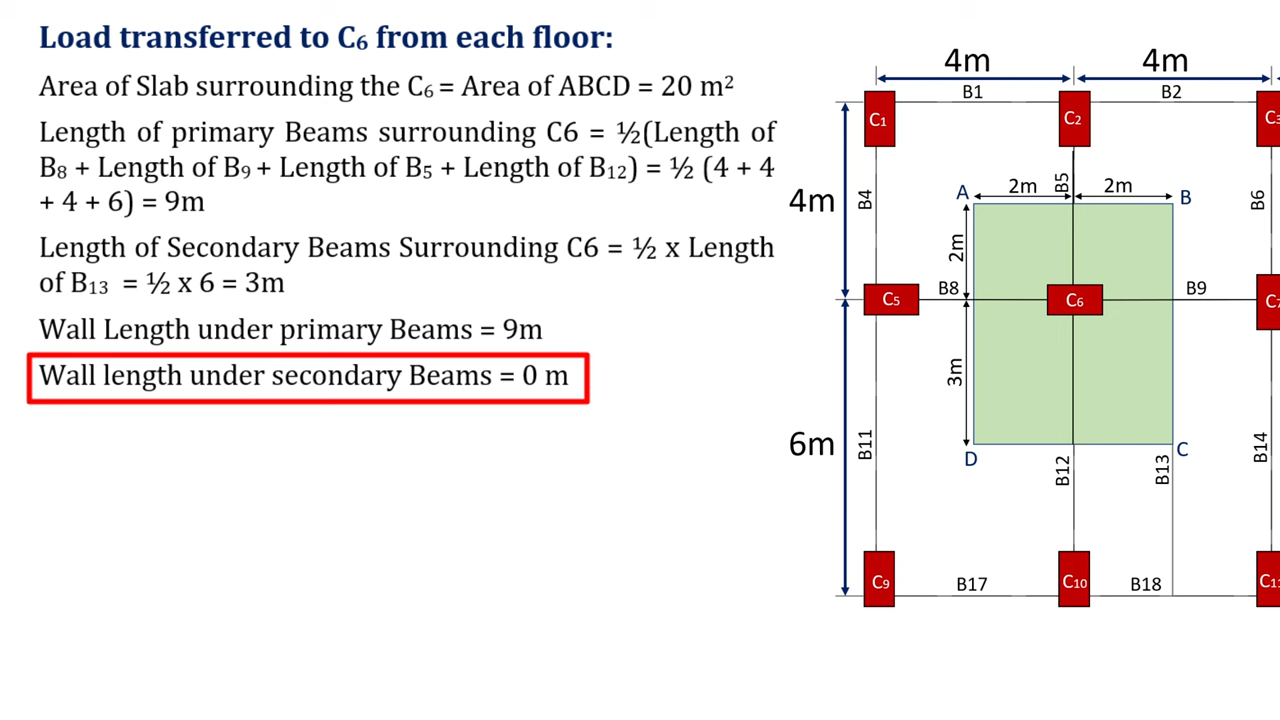 Load transferred to C₆ from each floor:
Area of Slab surrounding the C₆ = Area of ABCD = 20 m²
Length of primary Beams surrounding C6 = ½(Length of
B₈ + Length of B₉ + Length of B₅ + Length of B₁₂) = ½ (4 + 4
+ 4 + 6) = 9m
Length of Secondary Beams Surrounding C6 = ½ x Length
of B₁₃ = ½ x 6 = 3m
Wall Length under primary Beams = 9m
Wall length under secondary Beams = 0 m
4m 4m
B1 B2
C₁ C₂ C₃
4m B4 B5 B6
A 2m 2m B
2m
C₅ B8 C₆ B9 C₇
3m
6m B11 B12 B13 B14
D C
C₉ B17 C₁₀ B18 C₁₁